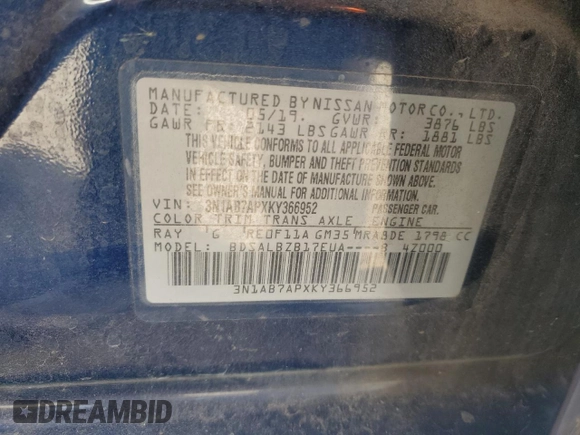 MANUFACTURED BY NISSAN MOTOR CO., LTD.
DATE: 05/19. GVWR: 3876 LBS
GAWR FR: 2143 LBS GAWR RR: 1881 LBS
THIS VEHICLE CONFORMS TO ALL APPLICABLE FEDERAL MOTOR
VEHICLE SAFETY, BUMPER AND THEFT PREVENTION STANDARDS
IN EFFECT ON THE DATE OF MANUFACTURE SHOWN ABOVE.
SEE OWNER'S MANUAL FOR ADDITIONAL INFORMATION.
VIN: 3N1AB7APXKY366952 PASSENGER CAR.
COLOR TRIM TRANS AXLE ENGINE
RAY 'G RE0F11A GM35 MRA8DE 1798 CC
MODEL: BDSALBZB17EUA---- 4Z000
3N1AB7APXKY366952
DREAMBID